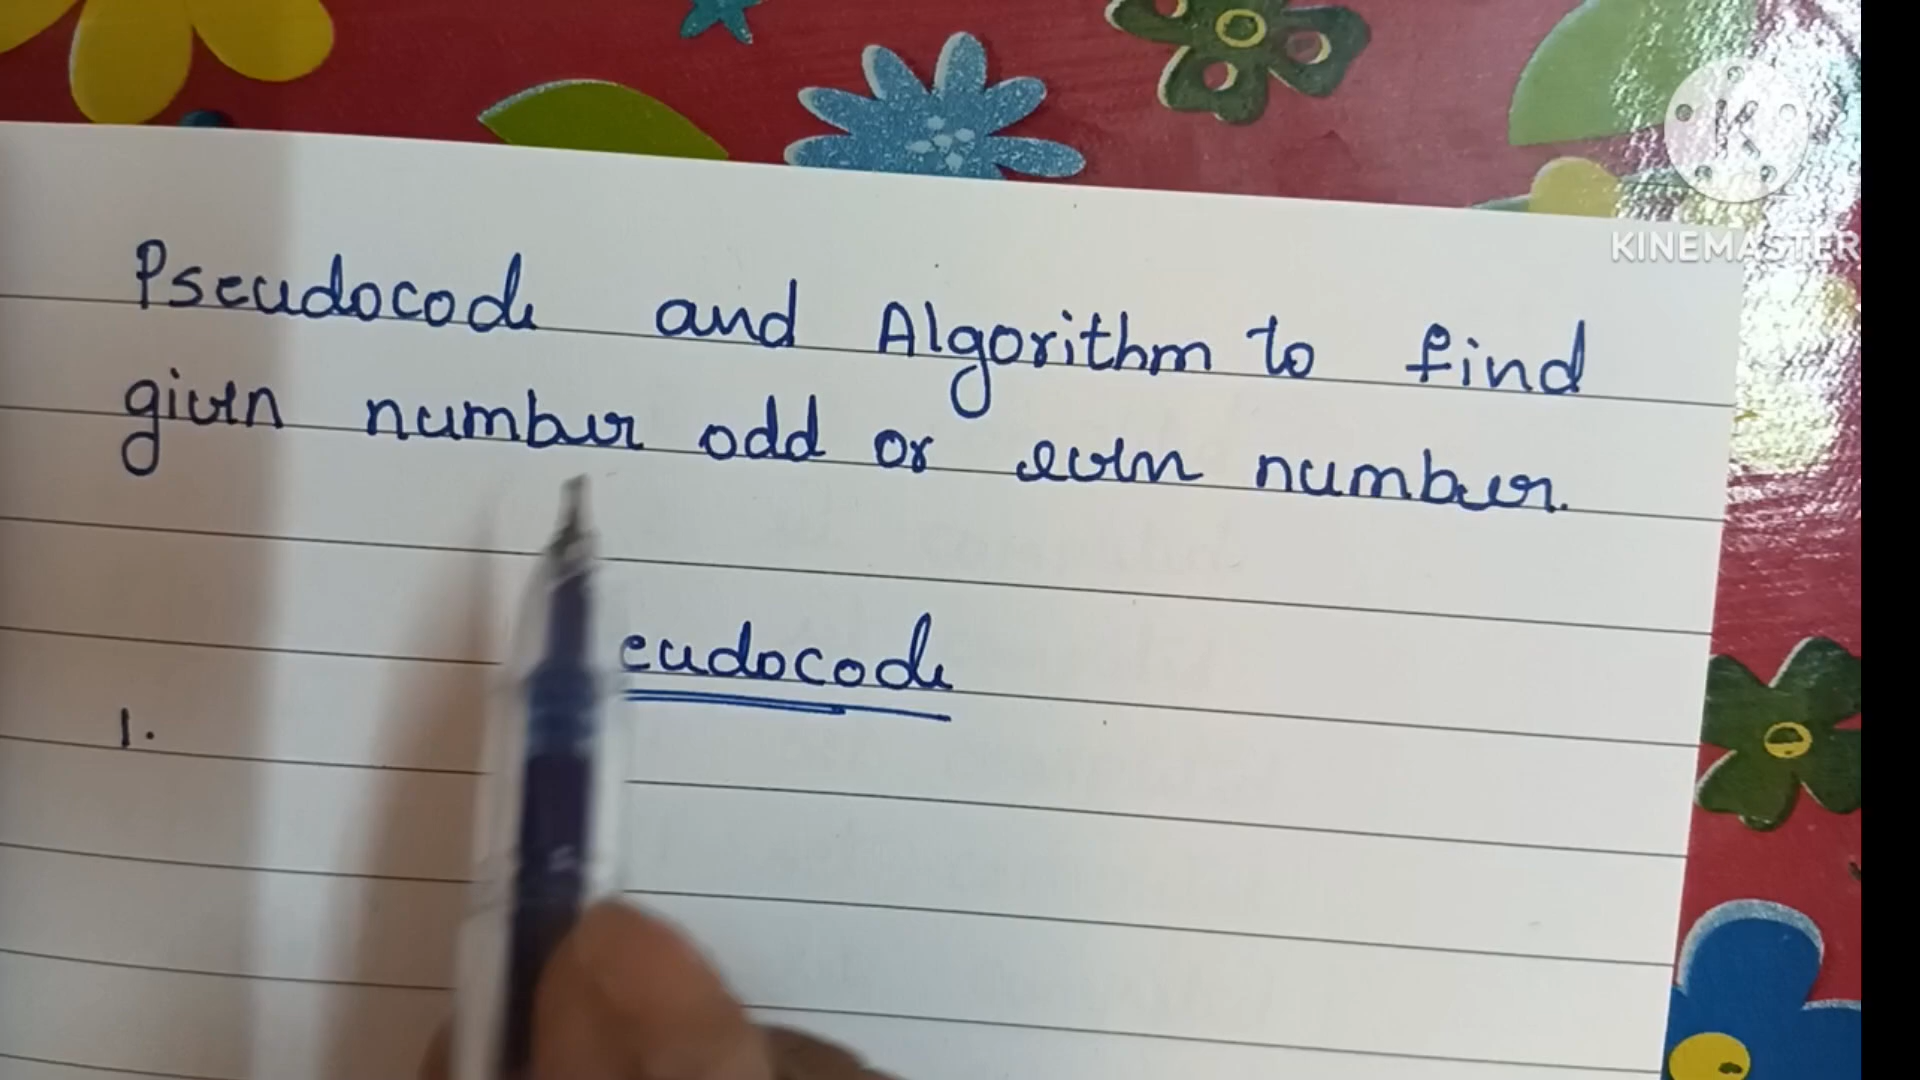 Pseudocode and Algorithm to find
given number odd or even number.
eudocode
1.
KINEMASTER